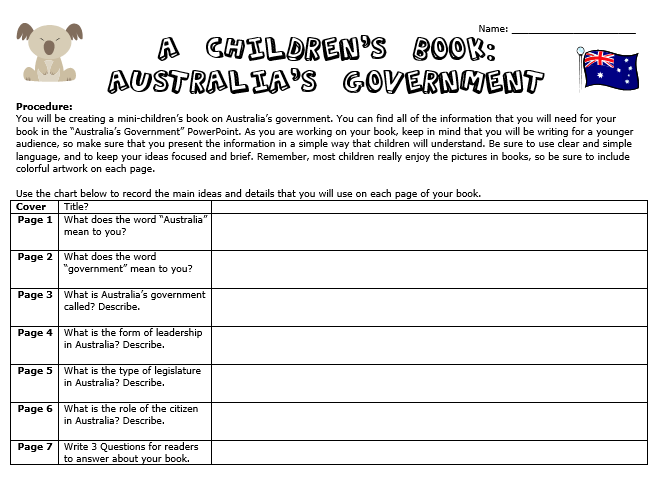 Name: ______________________
A CHILDREN'S BOOK:
AUSTRALIA'S GOVERNMENT
Procedure:
You will be creating a mini-children's book on Australia's government. You can find all of the information that you will need for your
book in the "Australia's Government" PowerPoint. As you are working on your book, keep in mind that you will be writing for a younger
audience, so make sure that you present the information in a simple way that children will understand. Be sure to use clear and simple
language, and to keep your ideas focused and brief. Remember, most children really enjoy the pictures in books, so be sure to include
colorful artwork on each page.
Use the chart below to record the main ideas and details that you will use on each page of your book.
Cover Title?
Page 1 What does the word "Australia"
mean to you?
Page 2 What does the word
"government" mean to you?
Page 3 What is Australia's government
called? Describe.
Page 4 What is the form of leadership
in Australia? Describe.
Page 5 What is the type of legislature
in Australia? Describe.
Page 6 What is the role of the citizen
in Australia? Describe.
Page 7 Write 3 Questions for readers
to answer about your book.